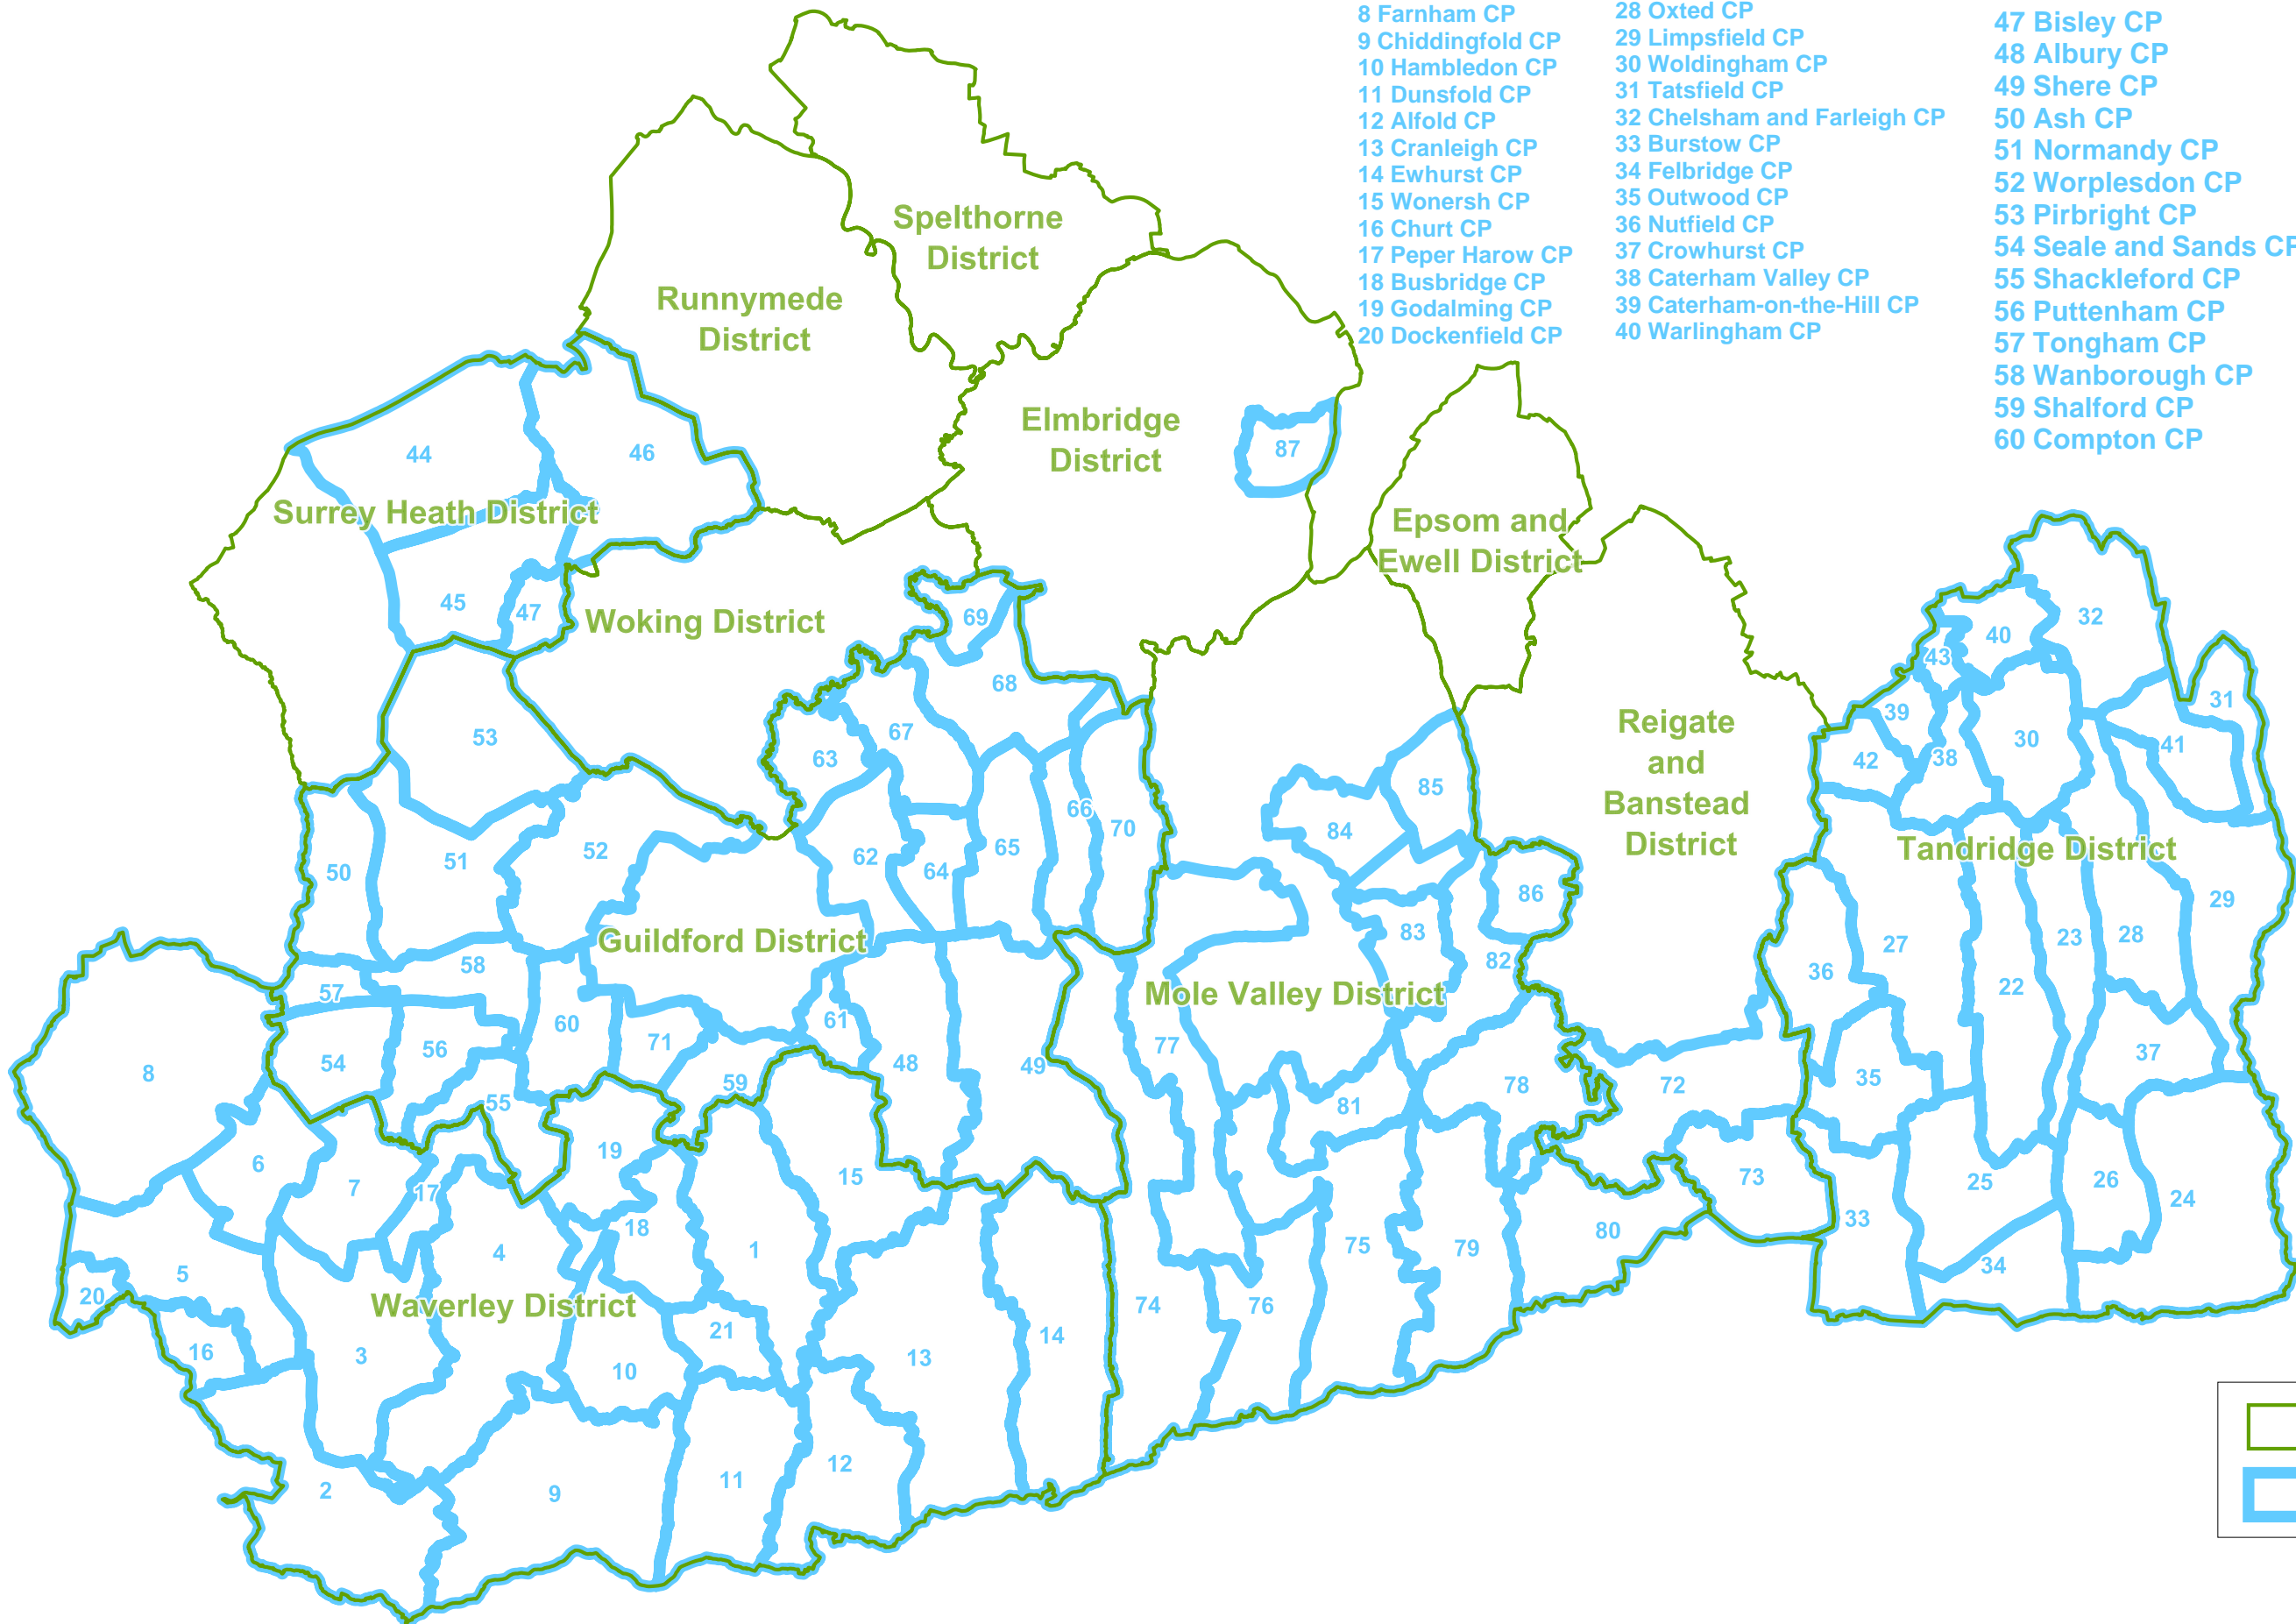 8 Farnham CP
9 Chiddingfold CP
10 Hambledon CP
11 Dunsfold CP
12 Alfold CP
13 Cranleigh CP
14 Ewhurst CP
15 Wonersh CP
16 Churt CP
17 Peper Harow CP
18 Busbridge CP
19 Godalming CP
20 Dockenfield CP
28 Oxted CP
29 Limpsfield CP
30 Woldingham CP
31 Tatsfield CP
32 Chelsham and Farleigh CP
33 Burstow CP
34 Felbridge CP
35 Outwood CP
36 Nutfield CP
37 Crowhurst CP
38 Caterham Valley CP
39 Caterham-on-the-Hill CP
40 Warlingham CP
47 Bisley CP
48 Albury CP
49 Shere CP
50 Ash CP
51 Normandy CP
52 Worplesdon CP
53 Pirbright CP
54 Seale and Sands CP
55 Shackleford CP
56 Puttenham CP
57 Tongham CP
58 Wanborough CP
59 Shalford CP
60 Compton CP
Spelthorne
District
Runnymede
District
Elmbridge
District
87
44
46
Surrey Heath District
Epsom and
Ewell District
45
47
Woking District
69
68
53
67
63
66
70
65
62
64
50
51
52
Reigate
and
Banstead
District
32
40
43
31
39
30
41
42
38
85
84
86
83
82
Tandridge District
29
27
23
28
36
22
Guildford District
58
57
60
61
56
54
71
48
49
59
55
8
Mole Valley District
77
78
72
81
37
35
6
7
17
19
15
18
4
1
5
20
Waverley District
21
16
3
10
13
14
74
76
75
79
80
73
33
25
26
24
34
2
9
11
12